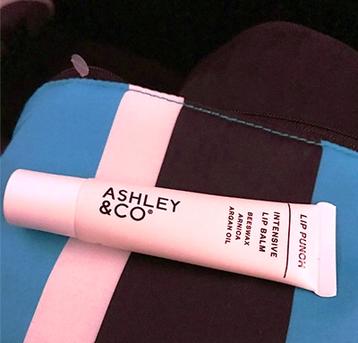 ASHLEY
&CO®
LIP PUNCH
INTENSIVE
LIP BALM
BEESWAX
ARNICA
ARGAN OIL